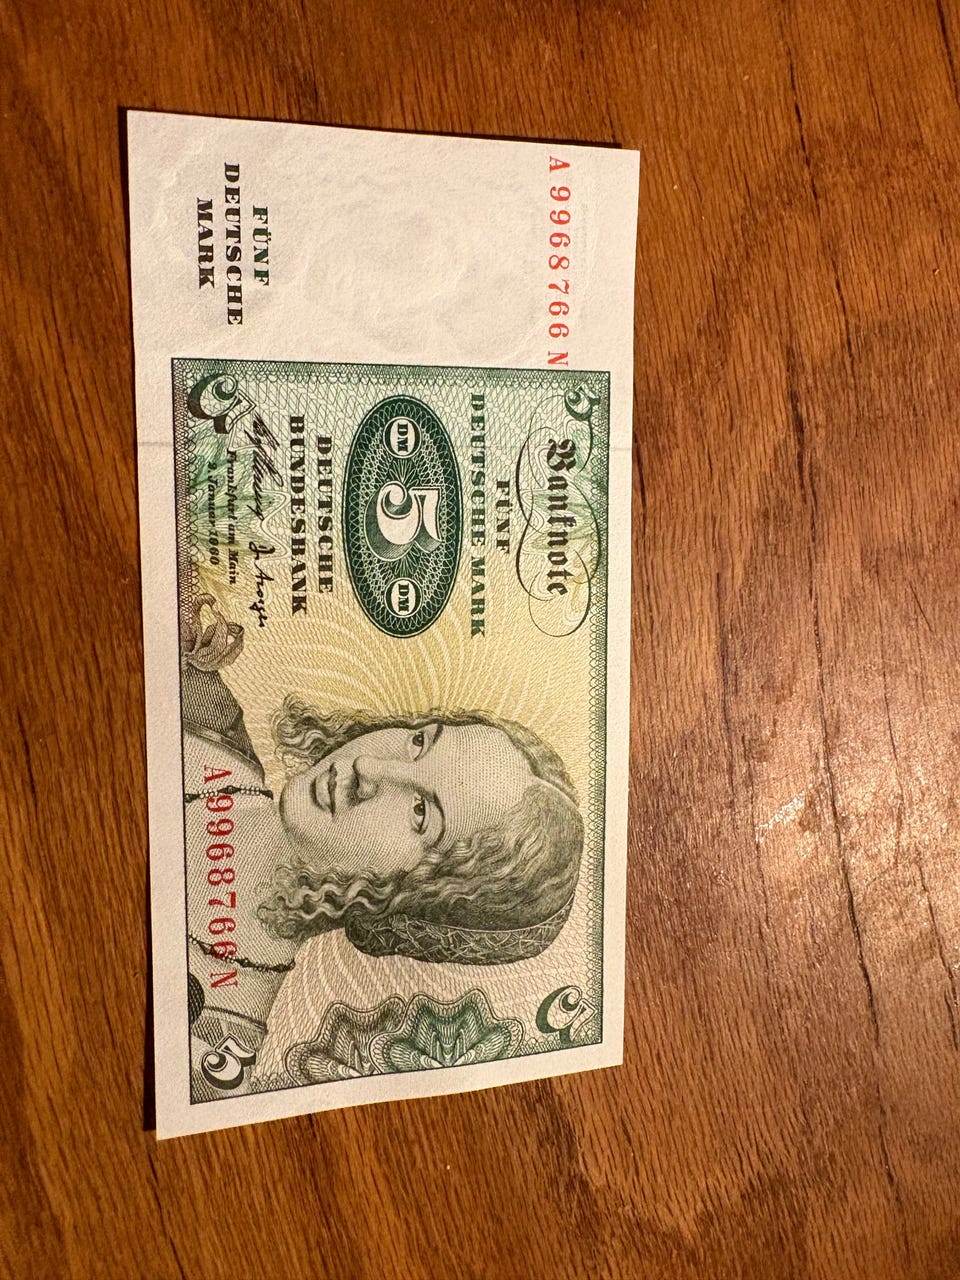 A 9968766 N
FÜNF
DEUTSCHE
MARK
5
Banknote
FÜNF
DEUTSCHE MARK
DM 5 DM
DEUTSCHE
BUNDESBANK
Frankfurt am Main
2. Januar 1960
5
5
A 9968766 N
5